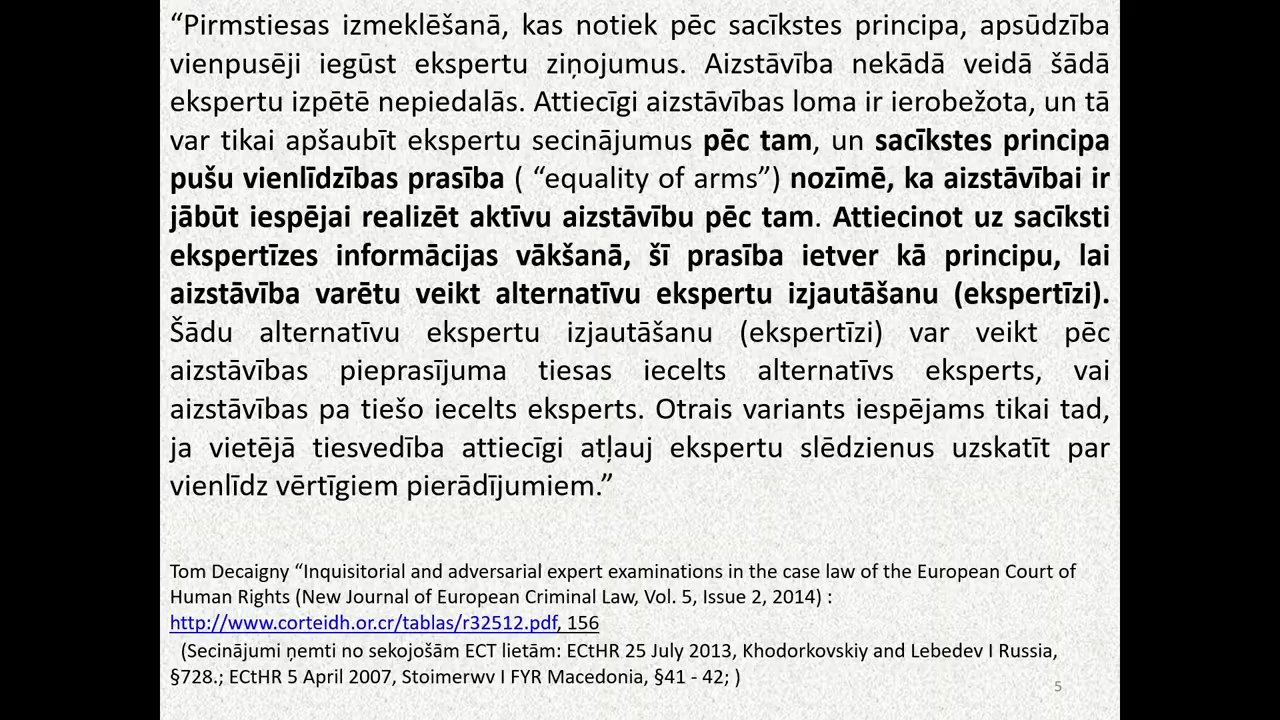 “Pirmstiesas izmeklēšanā, kas notiek pēc sacīkstes principa, apsūdzība
vienpusēji iegūst ekspertu ziņojumus. Aizstāvība nekādā veidā šādā
ekspertu izpētē nepiedalās. Attiecīgi aizstāvības loma ir ierobežota, un tā
var tikai apšaubīt ekspertu secinājumus pēc tam, un sacīkstes principa
pušu vienlīdzības prasība ( “equality of arms”) nozīmē, ka aizstāvībai ir
jābūt iespējai realizēt aktīvu aizstāvību pēc tam. Attiecinot uz sacīksti
ekspertīzes informācijas vākšanā, šī prasība ietver kā principu, lai
aizstāvība varētu veikt alternatīvu ekspertu izjautāšanu (ekspertīzi).
Šādu alternatīvu ekspertu izjautāšanu (ekspertīzi) var veikt pēc
aizstāvības pieprasījuma tiesas iecelts alternatīvs eksperts, vai
aizstāvības pa tiešo iecelts eksperts. Otrais variants iespējams tikai tad,
ja vietējā tiesvedība attiecīgi atļauj ekspertu slēdzienus uzskatīt par
vienlīdz vērtīgiem pierādījumiem.”
Tom Decaigny “Inquisitorial and adversarial expert examinations in the case law of the European Court of
Human Rights (New Journal of European Criminal Law, Vol. 5, Issue 2, 2014) :
http://www.corteidh.or.cr/tablas/r32512.pdf, 156
(Secinājumi ņemti no sekojošām ECT lietām: ECtHR 25 July 2013, Khodorkovskiy and Lebedev I Russia,
§728.; ECtHR 5 April 2007, Stoimerwv I FYR Macedonia, §41 - 42; )
5